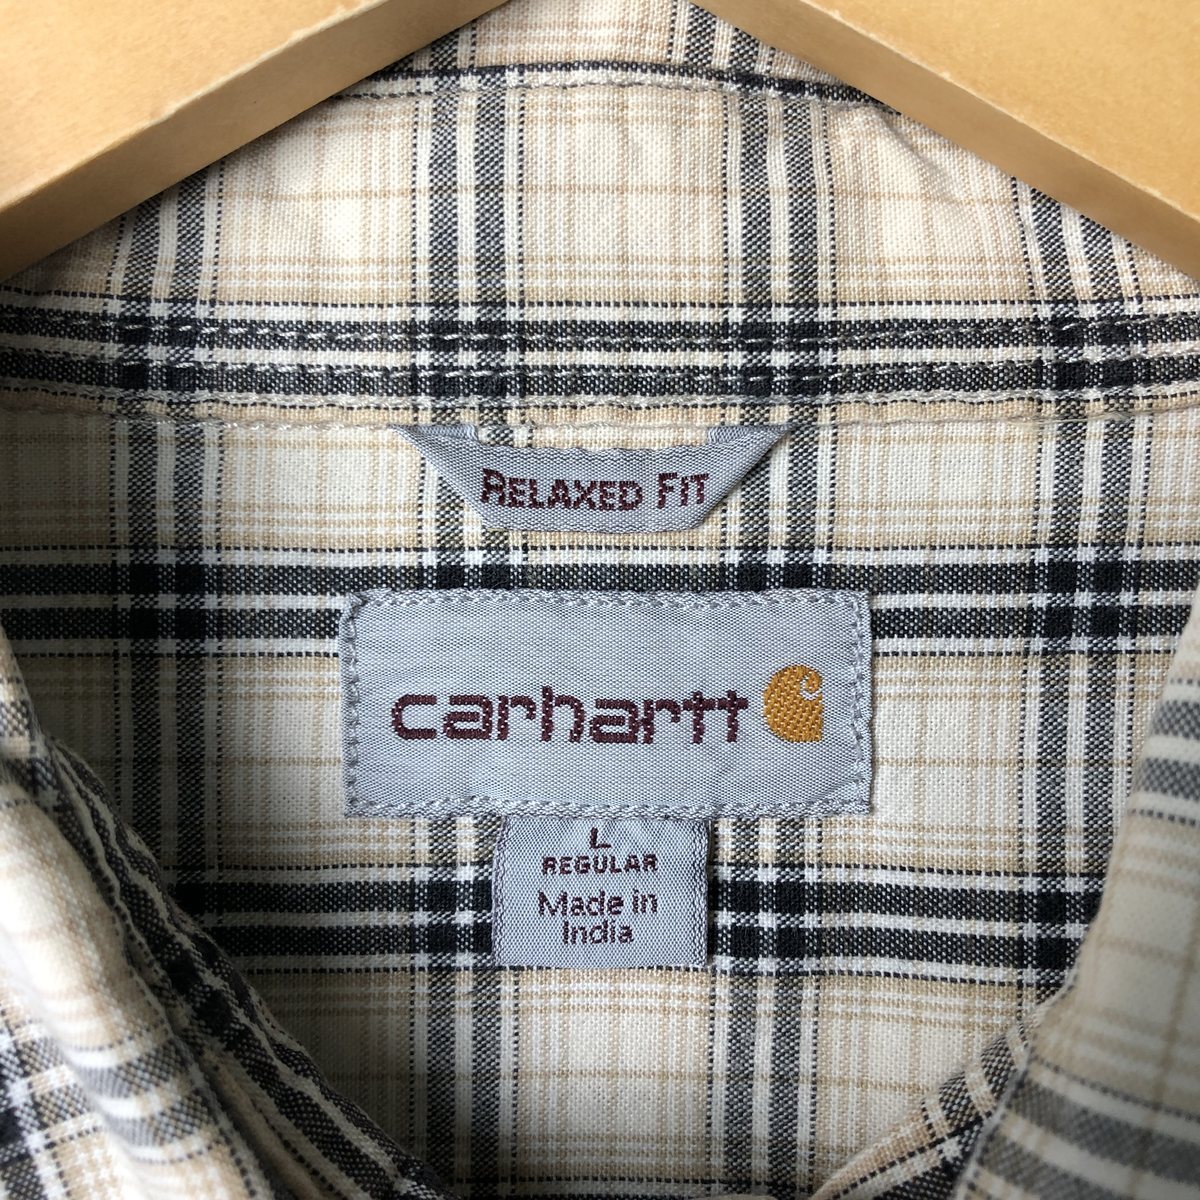 RELAXED FIT
carhartt
L
REGULAR
Made in
India